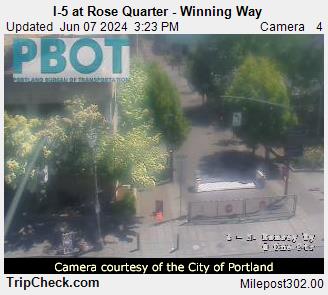 I-5 at Rose Quarter - Winning Way
Updated Jun 07 2024 3:23 PM Camera 4
PBOT
PORTLAND BUREAU OF TRANSPORTATION
Camera courtesy of the City of Portland
TripCheck.com Milepost302.00